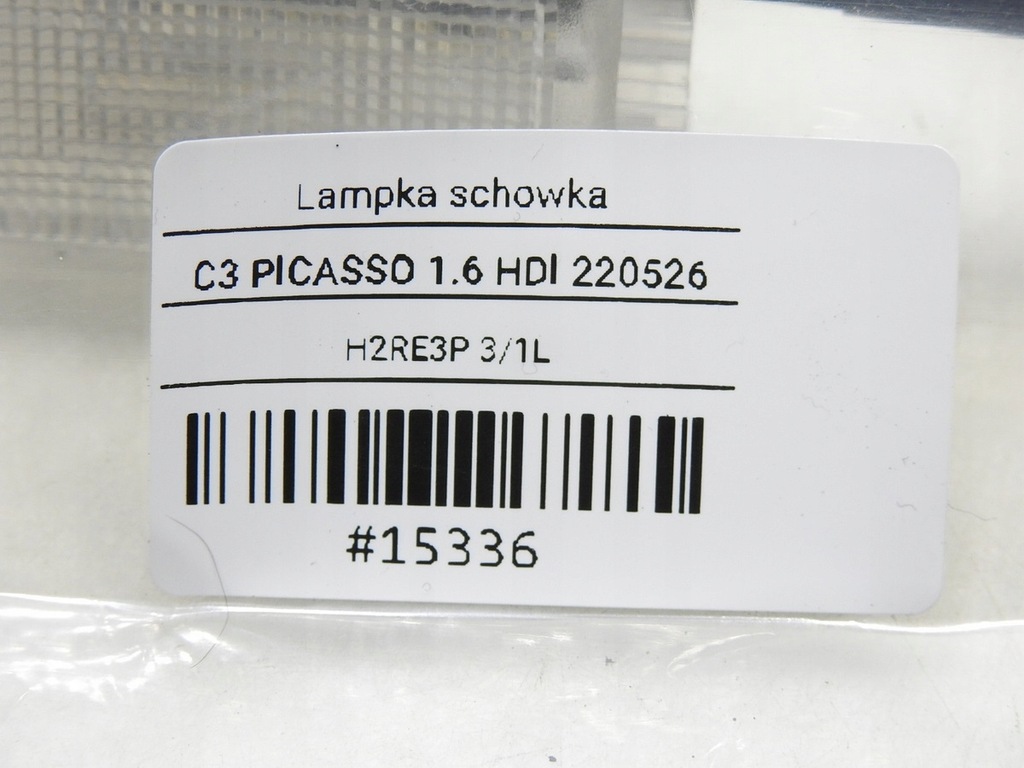 Lampka schowka
C3 PICASSO 1.6 HDI 220526
H2RE3P 3/1L
#15336